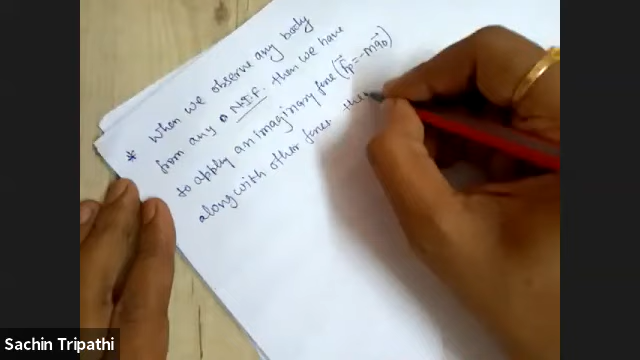 * When we observe any body
from any N.I.F. then we have
to apply an imaginary force (F⃗p = -ma⃗0)
along with other forces the
Sachin Tripathi